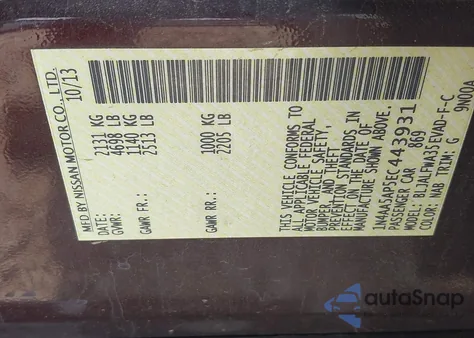 MFD BY NISSAN MOTOR CO., LTD.
DATE: 10/13
GVWR: 2131 KG
4698 LB
GAWR FR: 1140 KG
2513 LB
GAWR RR: 1000 KG
2205 LB
THIS VEHICLE CONFORMS TO
ALL APPLICABLE FEDERAL
MOTOR VEHICLE SAFETY,
BUMPER, AND THEFT
PREVENTION STANDARDS IN
EFFECT ON THE DATE OF
MANUFACTURE SHOWN ABOVE.
1N4AA5AP5EC443931
PASSENGER CAR 869
MODEL: BLJALFWA35EVAD-F-C
COLOR: NAB TRIM: G
9N00A
autoSnap